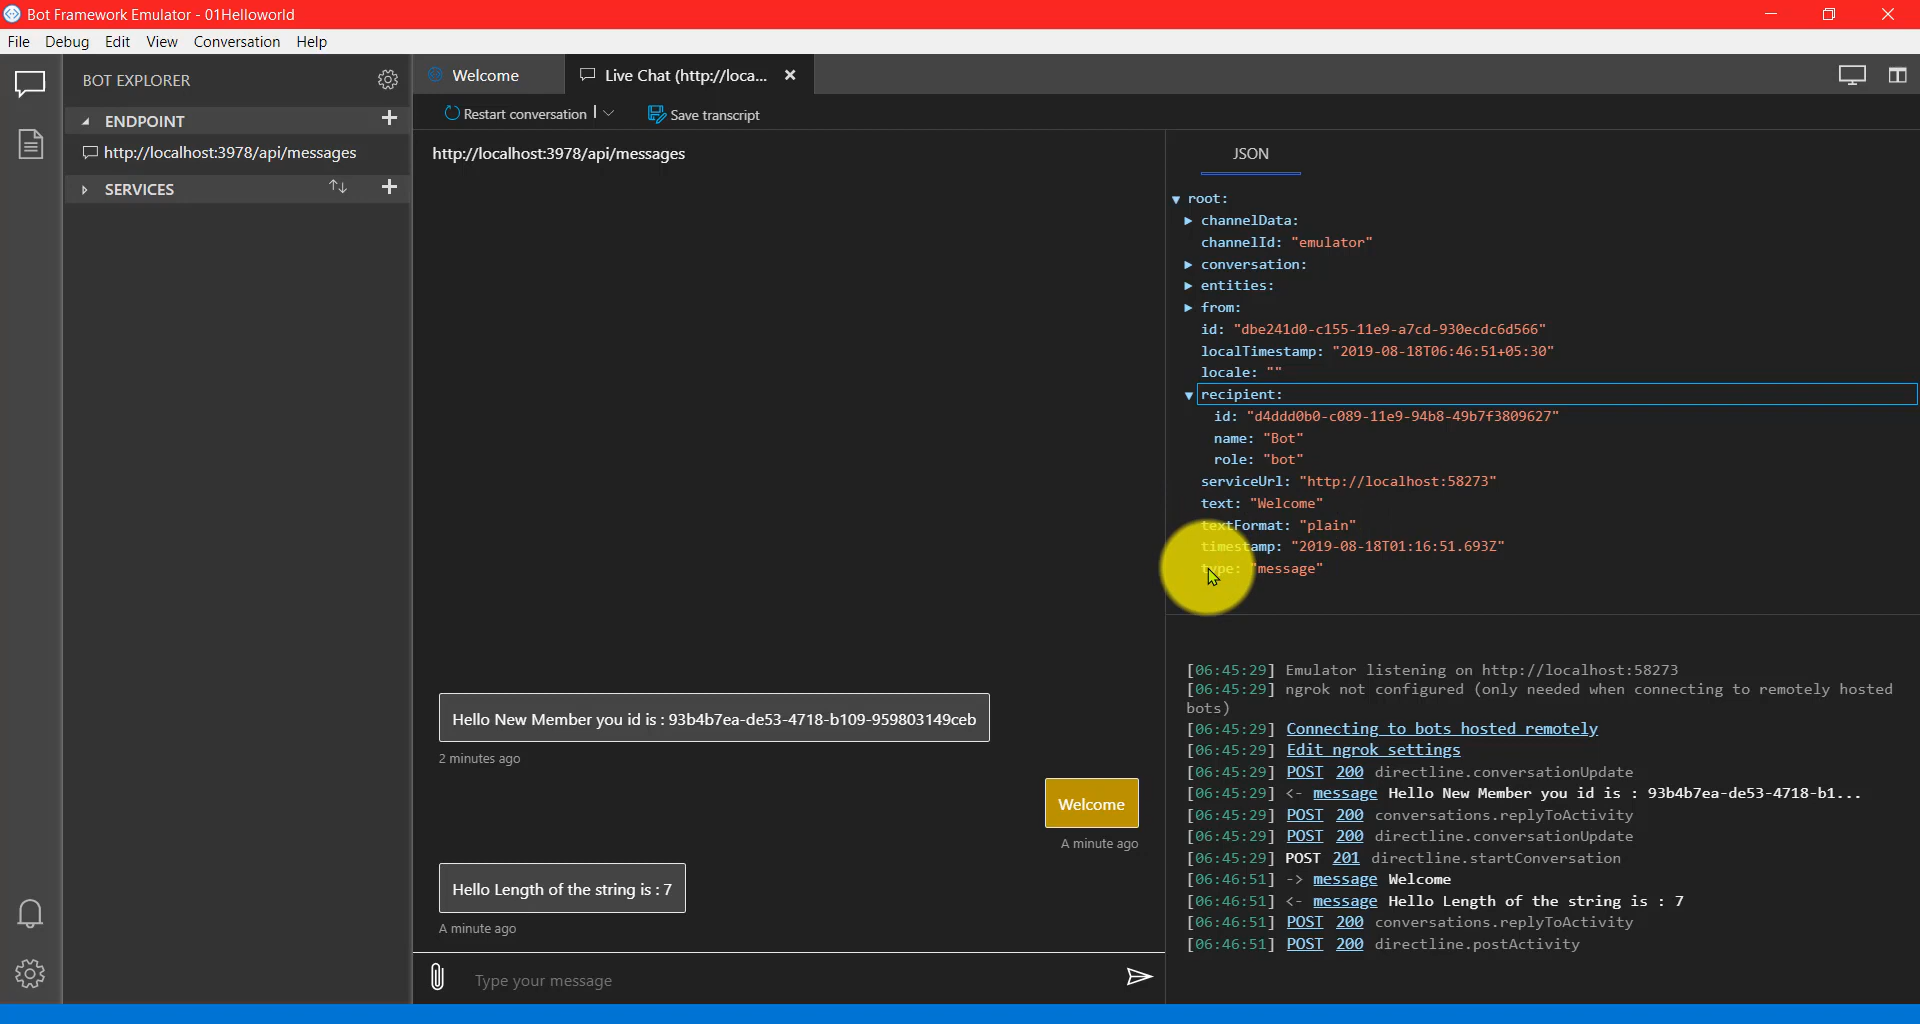 Bot Framework Emulator - 01Helloworld
File Debug Edit View Conversation Help
BOT EXPLORER
ENDPOINT
http://localhost:3978/api/messages
SERVICES
Welcome
Live Chat (http://loca...
Restart conversation
Save transcript
http://localhost:3978/api/messages
Hello New Member you id is : 93b4b7ea-de53-4718-b109-959803149ceb
2 minutes ago
Welcome
A minute ago
Hello Length of the string is : 7
A minute ago
Type your message
JSON
root:
channelData:
channelId: "emulator"
conversation:
entities:
from:
id: "dbe241d0-c155-11e9-a7cd-930ecdc6d566"
localTimestamp: "2019-08-18T06:46:51+05:30"
locale: ""
recipient:
id: "d4ddd0b0-c089-11e9-94b8-49b7f3809627"
name: "Bot"
role: "bot"
serviceUrl: "http://localhost:58273"
text: "Welcome"
textFormat: "plain"
timestamp: "2019-08-18T01:16:51.693Z"
type: "message"
[06:45:29] Emulator listening on http://localhost:58273
[06:45:29] ngrok not configured (only needed when connecting to remotely hosted
bots)
[06:45:29] Connecting to bots hosted remotely
[06:45:29] Edit ngrok settings
[06:45:29] POST 200 directline.conversationUpdate
[06:45:29] <- message Hello New Member you id is : 93b4b7ea-de53-4718-b1...
[06:45:29] POST 200 conversations.replyToActivity
[06:45:29] POST 200 directline.conversationUpdate
[06:45:29] POST 201 directline.startConversation
[06:46:51] -> message Welcome
[06:46:51] <- message Hello Length of the string is : 7
[06:46:51] POST 200 conversations.replyToActivity
[06:46:51] POST 200 directline.postActivity